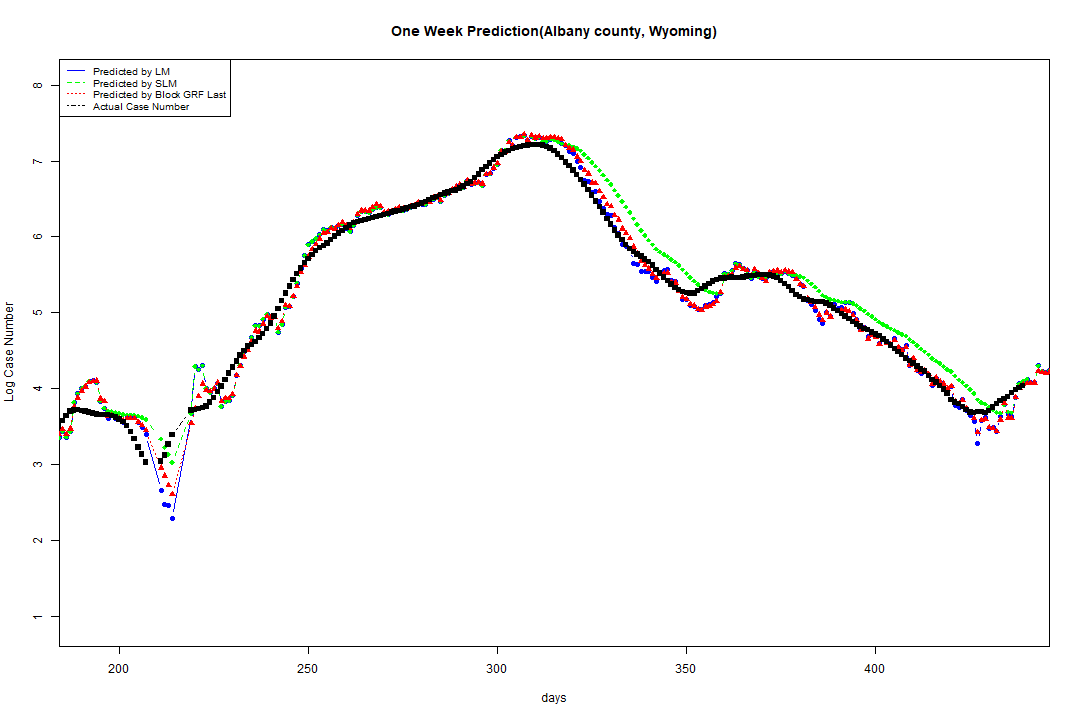 One Week Prediction(Albany county, Wyoming)
Predicted by LM
Predicted by SLM
Predicted by Block GRF Last
Actual Case Number
8
7
6
5
4
3
2
1
Log Case Number
200 250 300 350 400
days